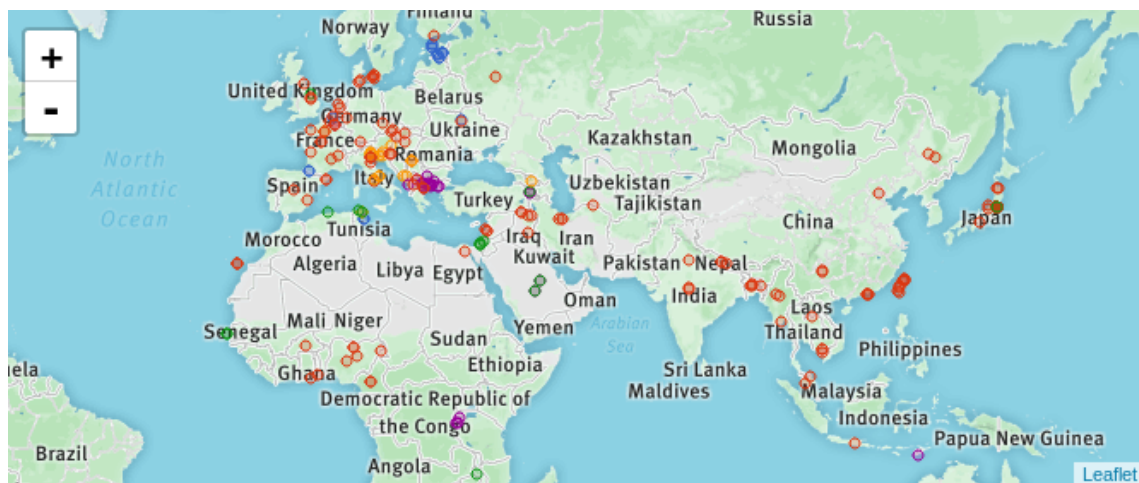 Finland
Norway
Russia
+
United Kingdom
Belarus
-
Germany
Ukraine
Kazakhstan
France
Mongolia
North
Atlantic
Ocean
Romania
Spain
Italy
Uzbekistan
Turkey
Tajikistan
China
Japan
Tunisia
Morocco
Iraq
Iran
Algeria
Libya
Egypt
Kuwait
Pakistan
Nepal
Oman
India
Laos
Senegal
Mali
Niger
Yemen
Arabian
Sea
Thailand
Sudan
Philippines
Ethiopia
Ghana
Sri Lanka
Maldives
Malaysia
Democratic Republic of
the Congo
Indonesia
Papua New Guinea
Brazil
Angola
Leaflet